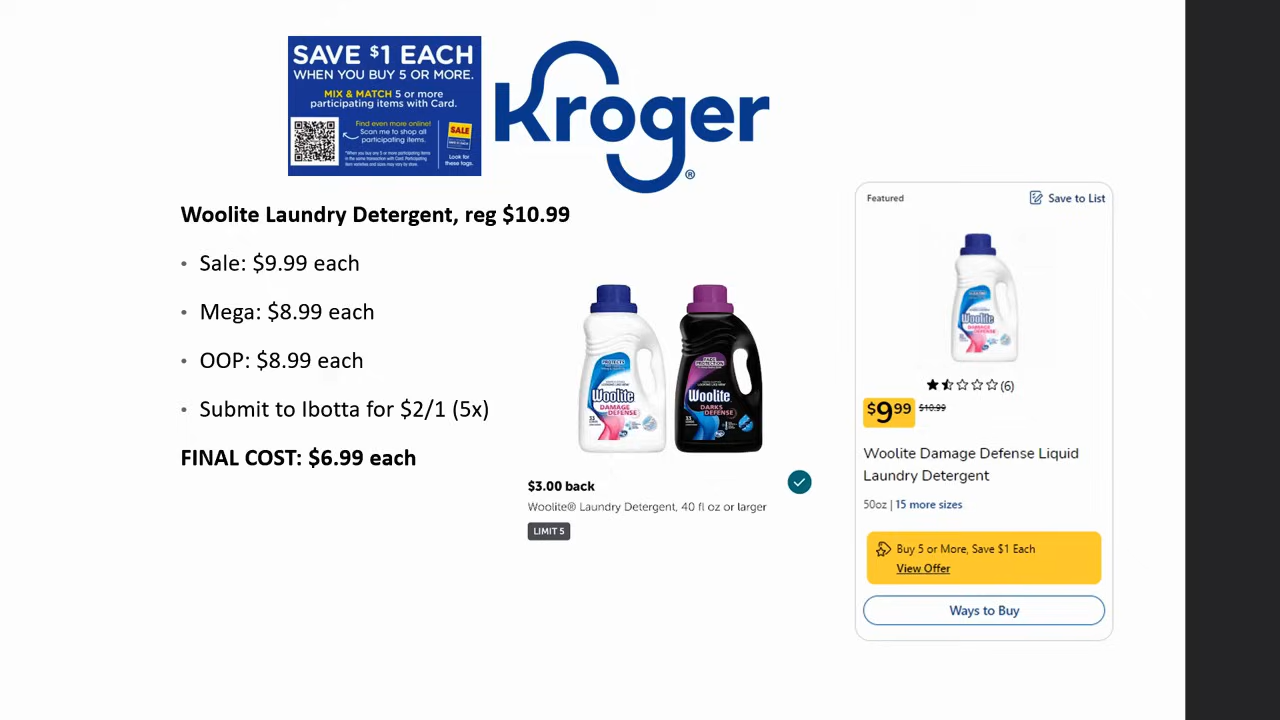 SAVE $1 EACH
WHEN YOU BUY 5 OR MORE.
MIX & MATCH 5 or more
participating items with Card.
Find even more online!
Scan me to shop all
participating items.
SALE
Look for
these tags.
Kroger
®
Woolite Laundry Detergent, reg $10.99
• Sale: $9.99 each
• Mega: $8.99 each
• OOP: $8.99 each
• Submit to Ibotta for $2/1 (5x)
FINAL COST: $6.99 each
PROTECTS
Woolite
DAMAGE
DEFENSE
33
Woolite
DARKS
DEFENSE
33
$3.00 back
Woolite® Laundry Detergent, 40 fl oz or larger
LIMIT 5
Featured
Save to List
Woolite
DAMAGE
DEFENSE
(6)
$9.99 $10.99
Woolite Damage Defense Liquid
Laundry Detergent
50oz | 15 more sizes
Buy 5 or More, Save $1 Each
View Offer
Ways to Buy